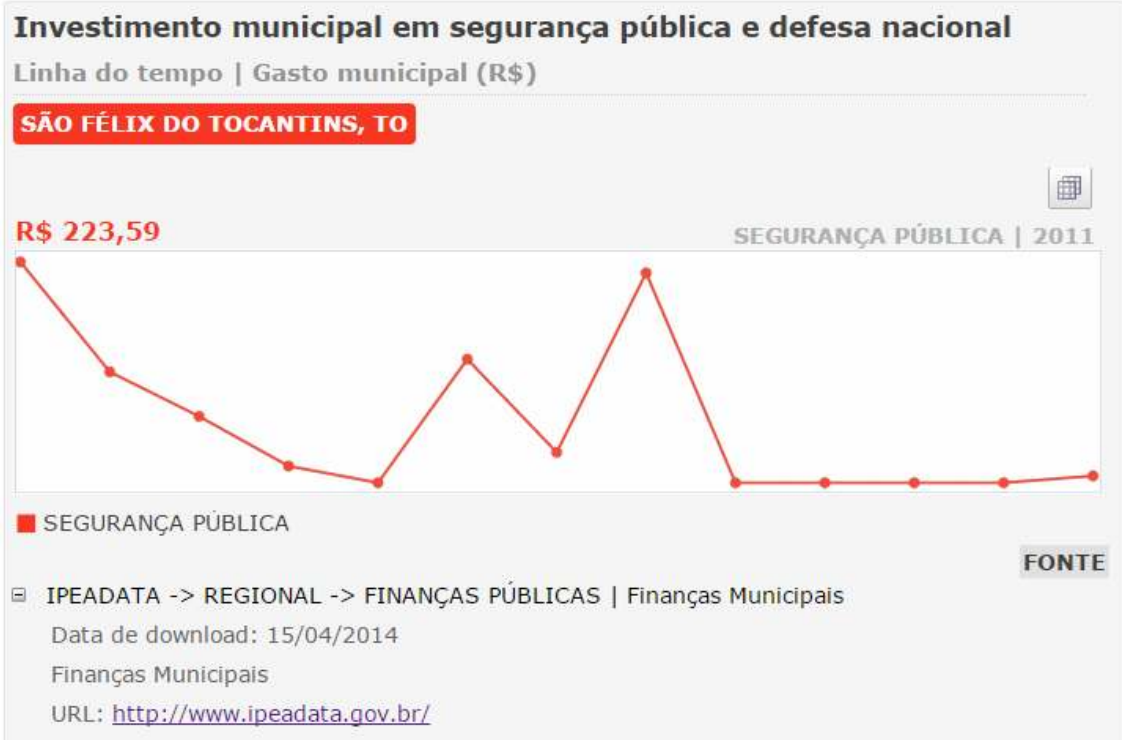 Investimento municipal em segurança pública e defesa nacional
Linha do tempo | Gasto municipal (R$)
SÃO FÉLIX DO TOCANTINS, TO
R$ 223,59
SEGURANÇA PÚBLICA | 2011
SEGURANÇA PÚBLICA
FONTE
IPEADATA -> REGIONAL -> FINANÇAS PÚBLICAS | Finanças Municipais
Data de download: 15/04/2014
Finanças Municipais
URL: http://www.ipeadata.gov.br/